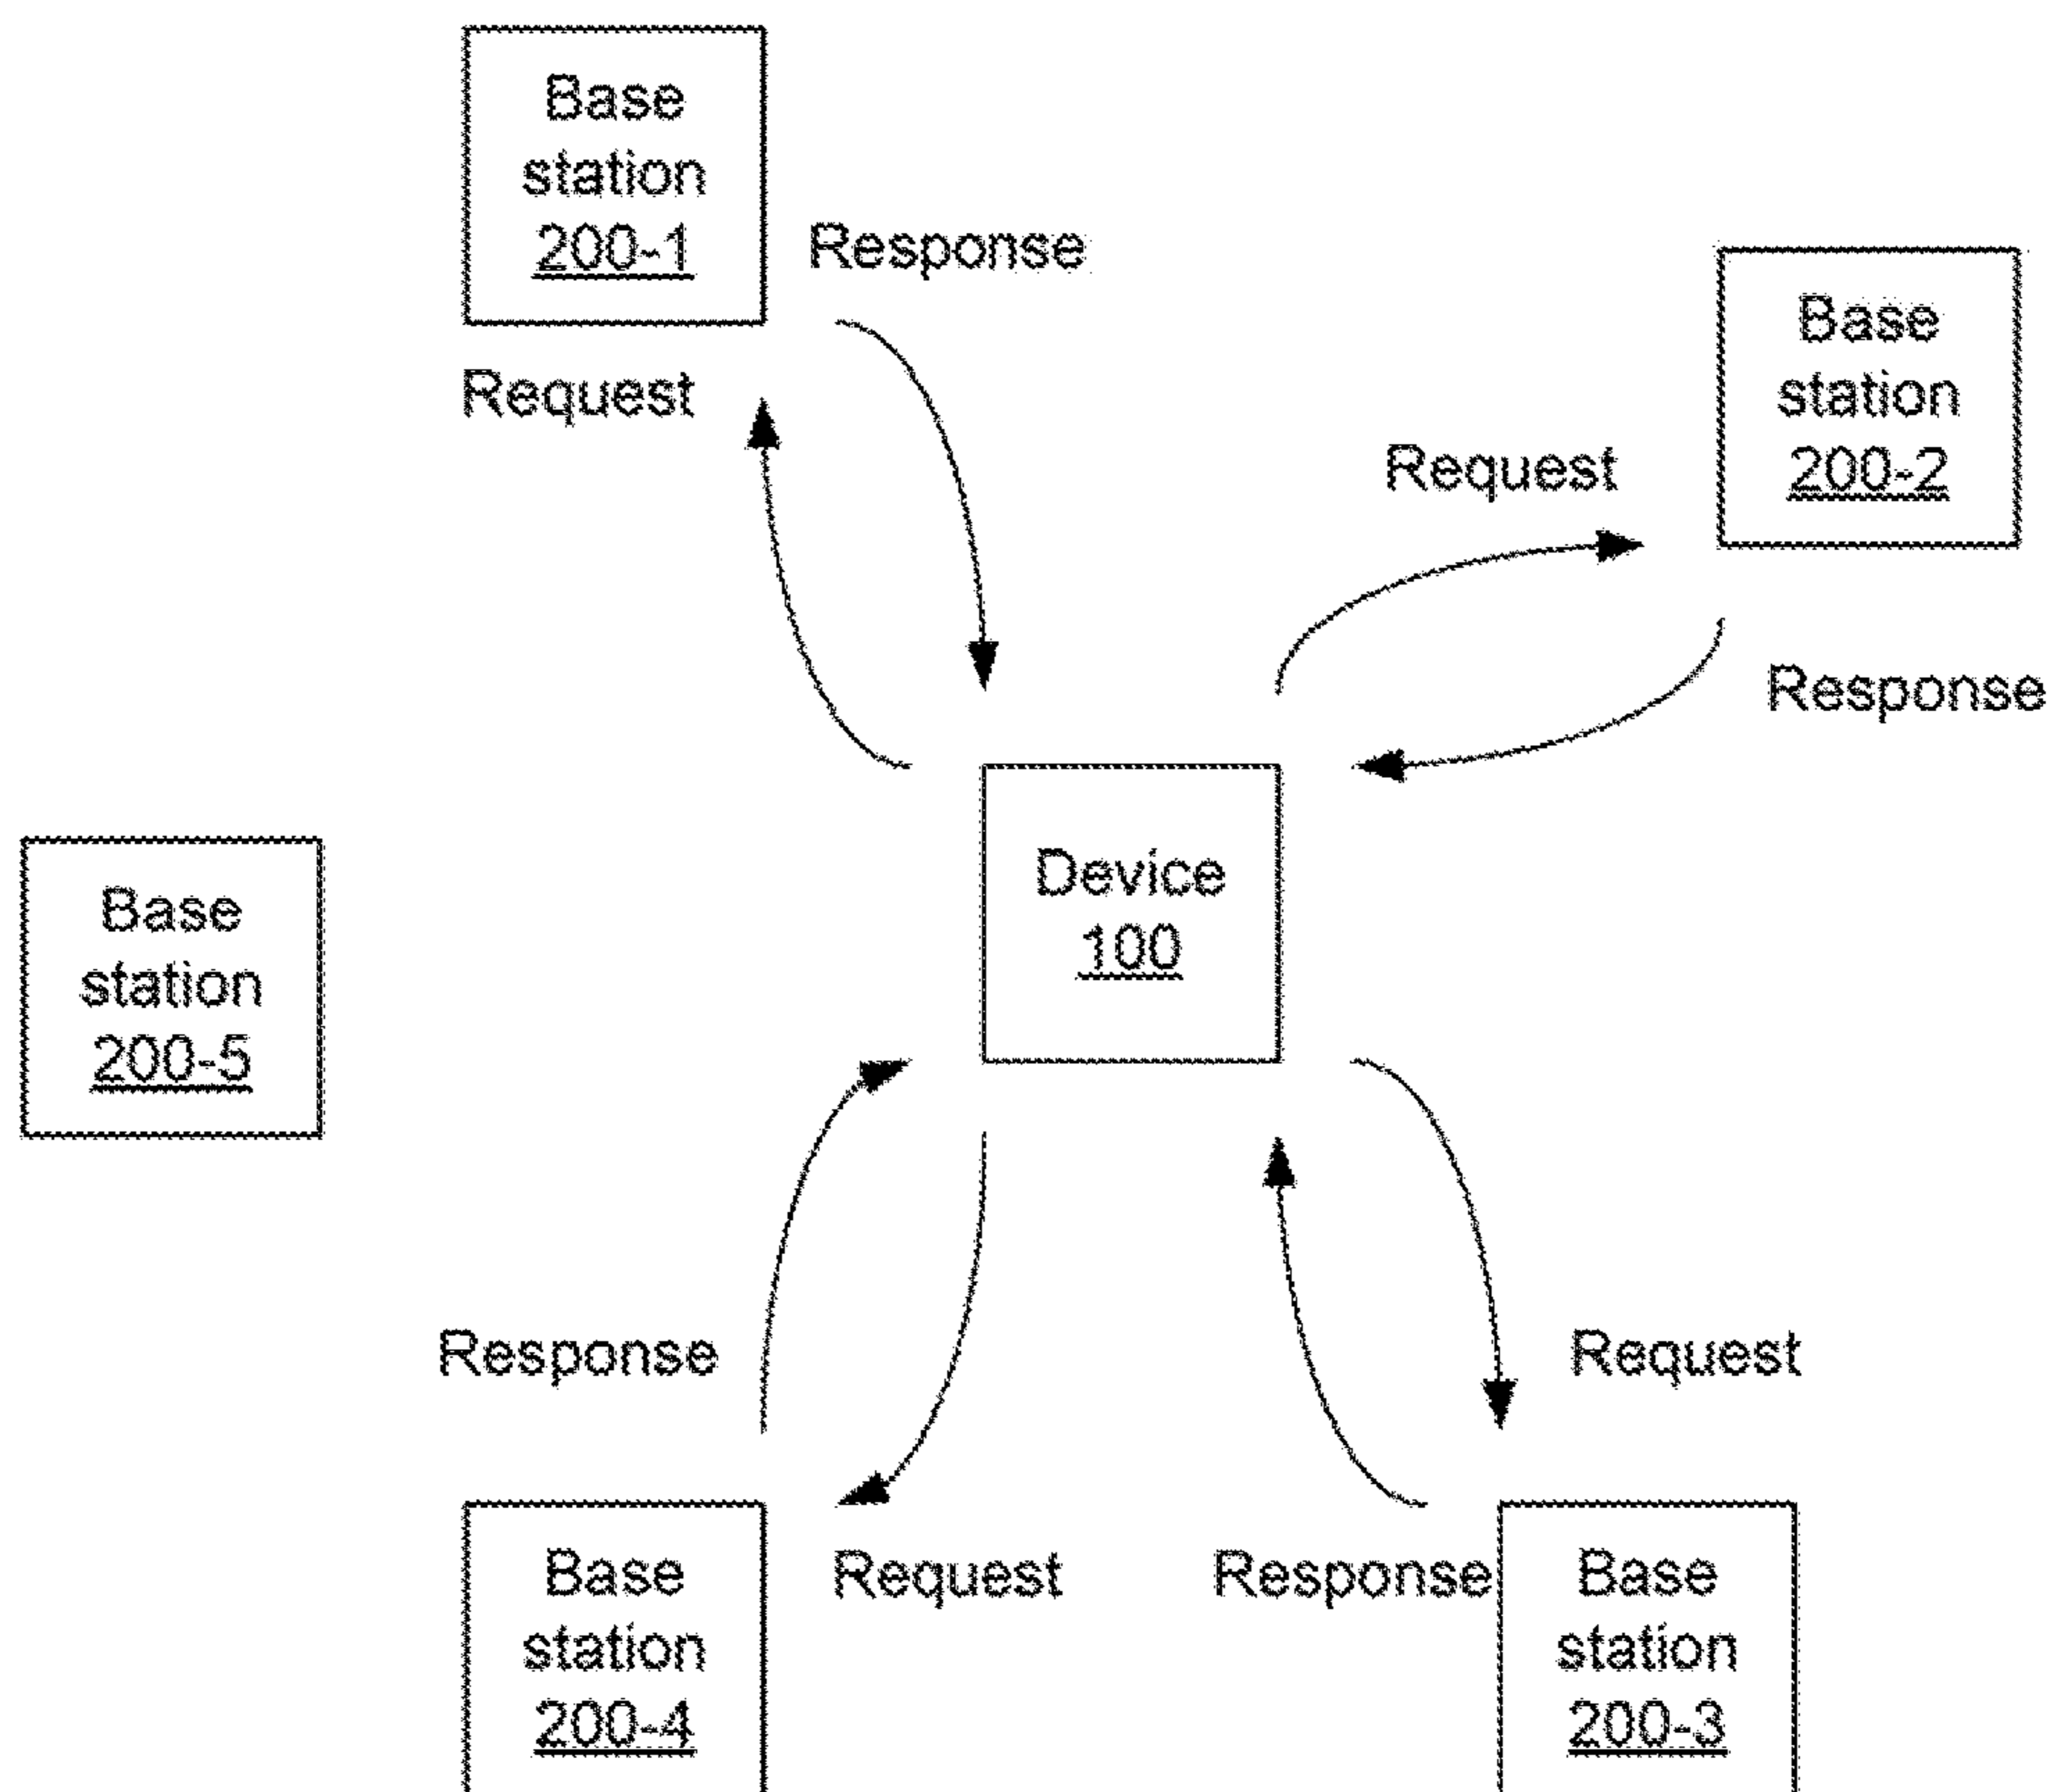 Base
station
200-1
Response
Request
Base
station
200-2
Request
Response
Device
100
Base
station
200-5
Response
Request
Base
station
200-4
Request
Response
Base
station
200-3